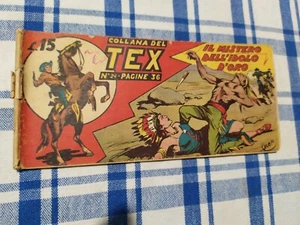 £.15
COLLANA DEL
TEX
N° 24 - PAGINE 36
IL MISTERO
DELL'IDOLO
D'ORO